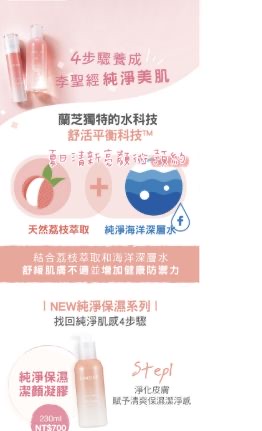 4步驟養成
李聖經純淨美肌
蘭芝獨特的水科技
舒活平衡科技™
天然荔枝萃取
純淨海洋深層水
結合荔枝萃取和海洋深層水
舒緩肌膚不適並增加健康防禦力
| NEW純淨保濕系列 |
找回純淨肌感4步驟
純淨保濕
潔顏凝膠
230ml
NT$700
Step1
淨化皮膚
賦予清爽保濕潔淨感